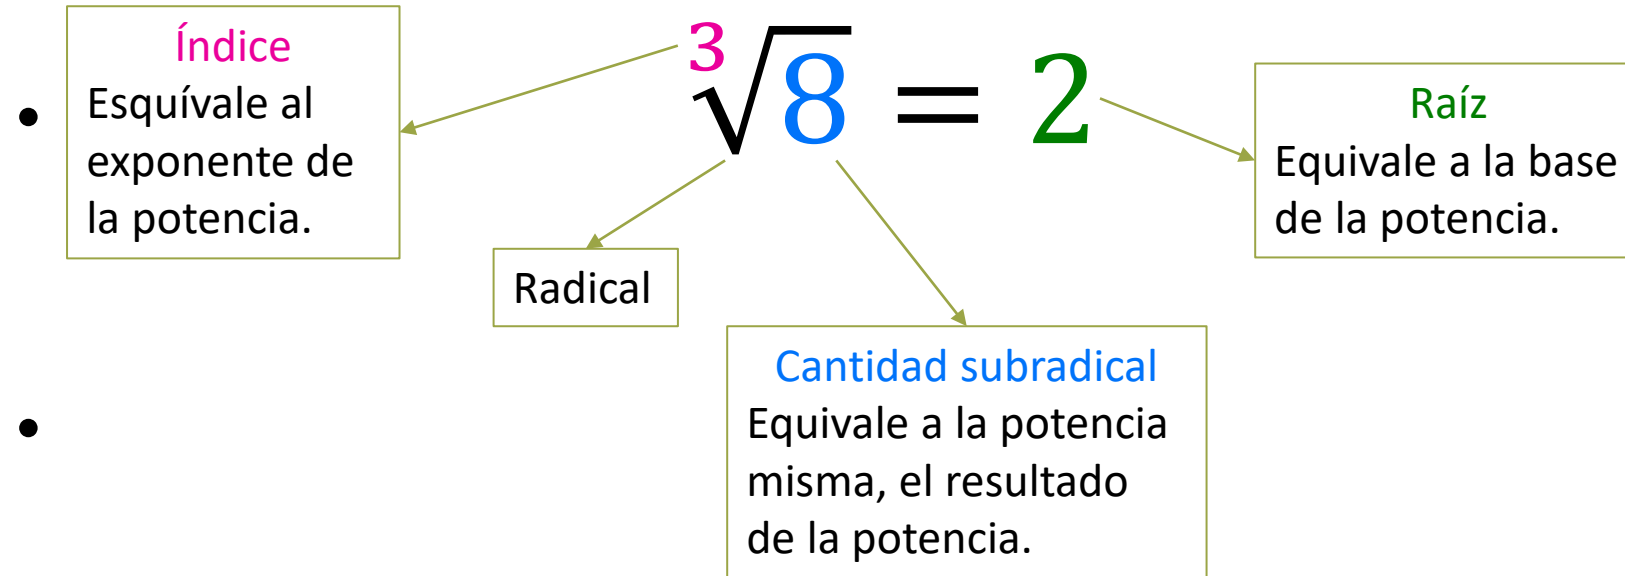 ∛8 = 2
Índice
Esquívale al
exponente de
la potencia.
Raíz
Equivale a la base
de la potencia.
Radical
Cantidad subradical
Equivale a la potencia
misma, el resultado
de la potencia.